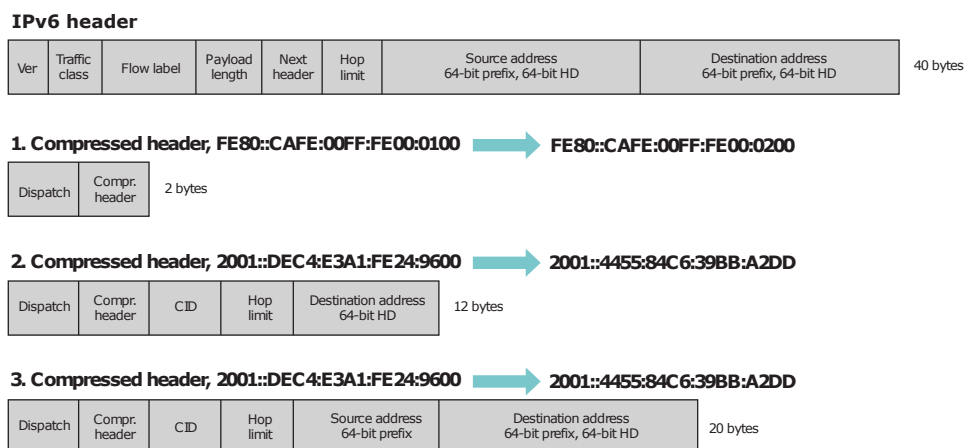 IPv6 header
Ver
Traffic
class
Flow label
Payload
length
Next
header
Hop
limit
Source address
64-bit prefix, 64-bit HD
Destination address
64-bit prefix, 64-bit HD
40 bytes
1. Compressed header, FE80::CAFE:00FF:FE00:0100
FE80::CAFE:00FF:FE00:0200
Dispatch
Compr.
header
2 bytes
2. Compressed header, 2001::DEC4:E3A1:FE24:9600
2001::4455:84C6:39BB:A2DD
Dispatch
Compr.
header
CID
Hop
limit
Destination address
64-bit HD
12 bytes
3. Compressed header, 2001::DEC4:E3A1:FE24:9600
2001::4455:84C6:39BB:A2DD
Dispatch
Compr.
header
CID
Hop
limit
Source address
64-bit prefix
Destination address
64-bit prefix, 64-bit HD
20 bytes